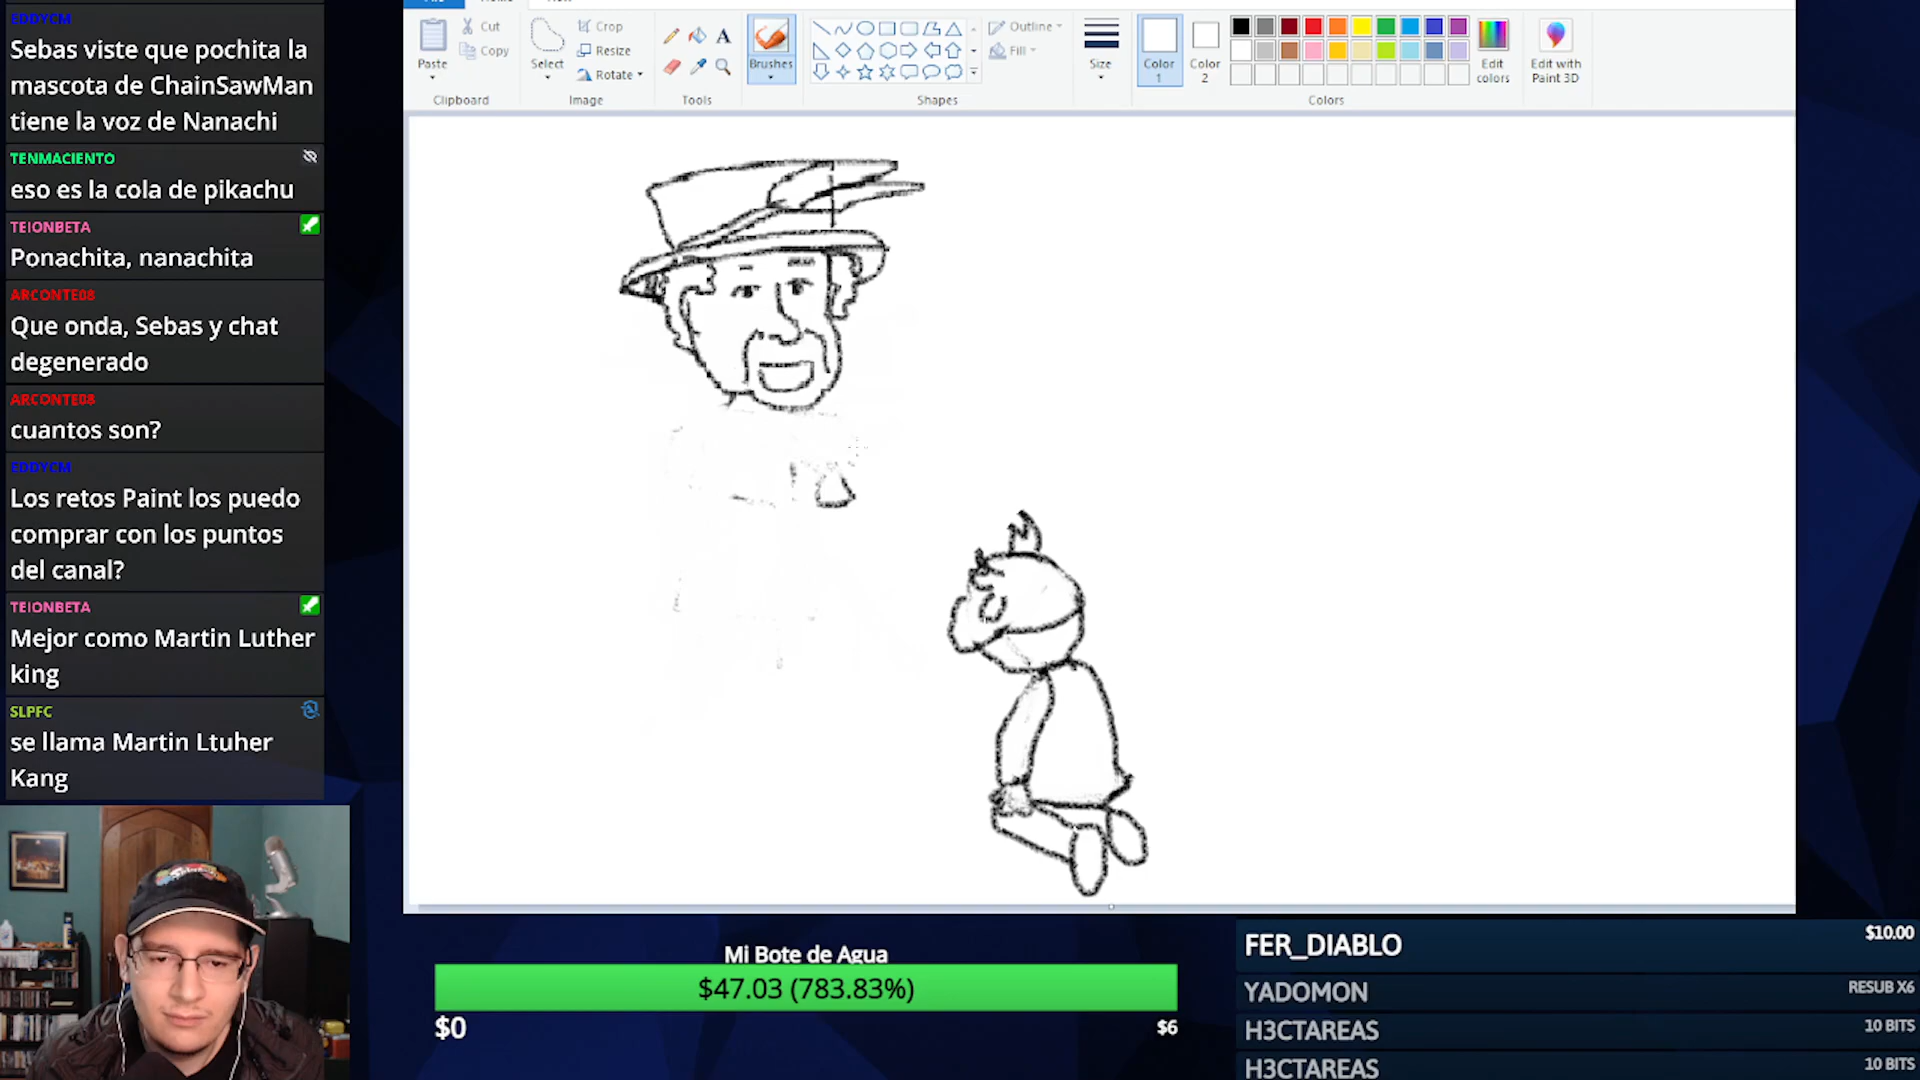 EDDYCM
Sebas viste que pochita la
mascota de ChainSawMan
tiene la voz de Nanachi
TENMACIENTO
eso es la cola de pikachu
TEIONBETA
Ponachita, nanachita
ARCONTE08
Que onda, Sebas y chat
degenerado
ARCONTE08
cuantos son?
EDDYCM
Los retos Paint los puedo
comprar con los puntos
del canal?
TEIONBETA
Mejor como Martin Luther
king
SLPFC
se llama Martin Ltuher
Kang
Paste
Cut
Copy
Clipboard
Select
Crop
Resize
Rotate
Image
A
Tools
Brushes
Outline
Fill
Shapes
Size
Color
1
Color
2
Colors
Edit
colors
Edit with
Paint 3D
Mi Bote de Agua
$47.03 (783.83%)
$0
$6
FER_DIABLO
$10.00
YADOMON
RESUB X6
H3CTAREAS
10 BITS
H3CTAREAS
10 BITS